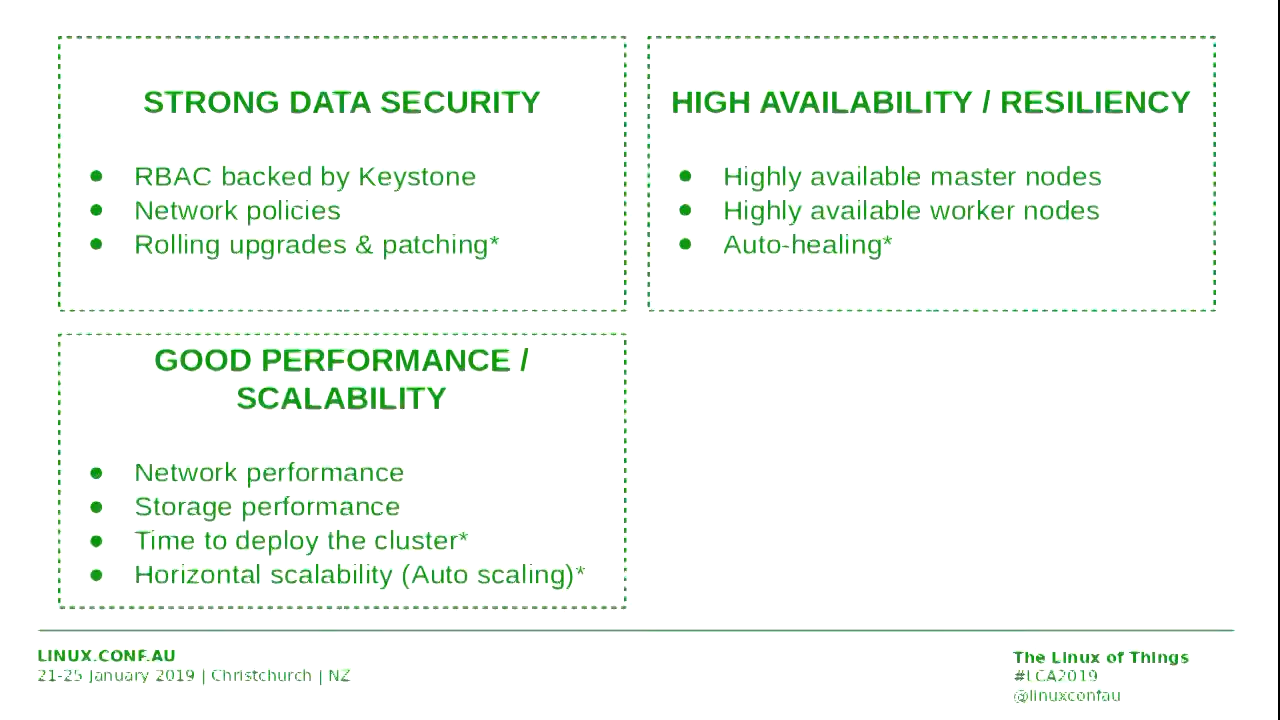 STRONG DATA SECURITY
● RBAC backed by Keystone
● Network policies
● Rolling upgrades & patching*
HIGH AVAILABILITY / RESILIENCY
● Highly available master nodes
● Highly available worker nodes
● Auto-healing*
GOOD PERFORMANCE /
SCALABILITY
● Network performance
● Storage performance
● Time to deploy the cluster*
● Horizontal scalability (Auto scaling)*
LINUX.CONF.AU
21-25 January 2019 | Christchurch | NZ
The Linux of Things
#LCA2019
@linuxconfau